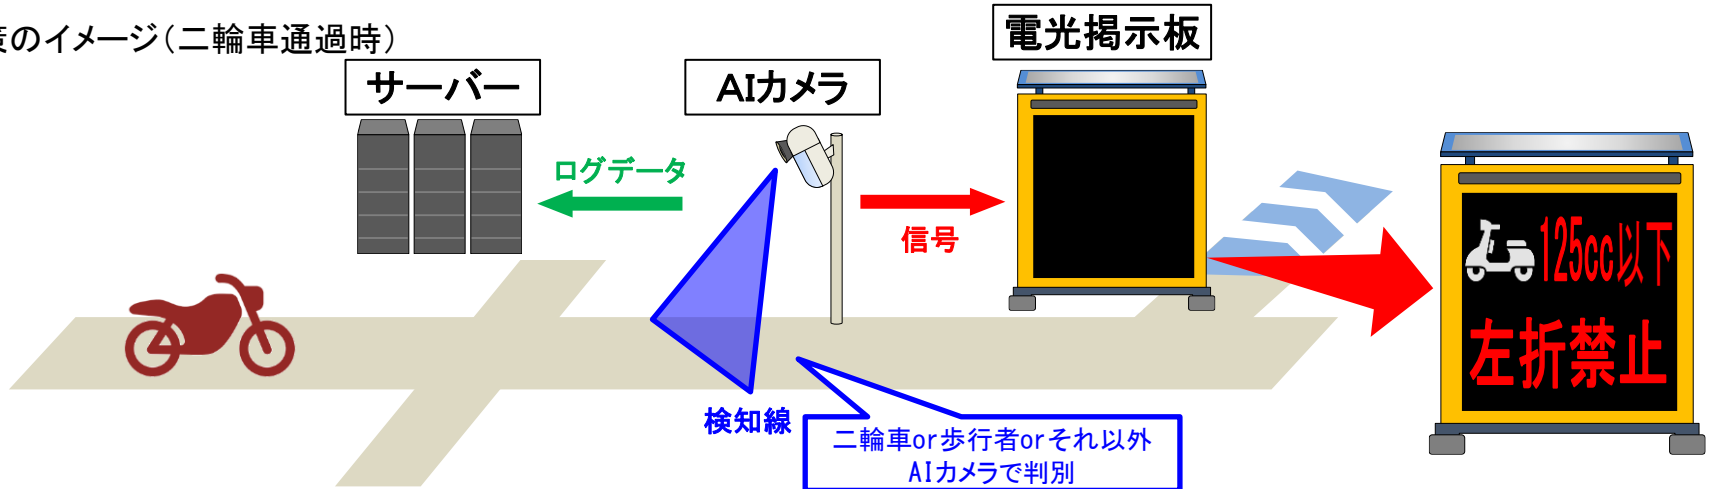 のイメージ(二輪車通過時)
電光掲示板
サーバー
AIカメラ
ログデータ
信号
125cc以下
左折禁止
検知線
二輪車or歩行者orそれ以外
AIカメラで判別